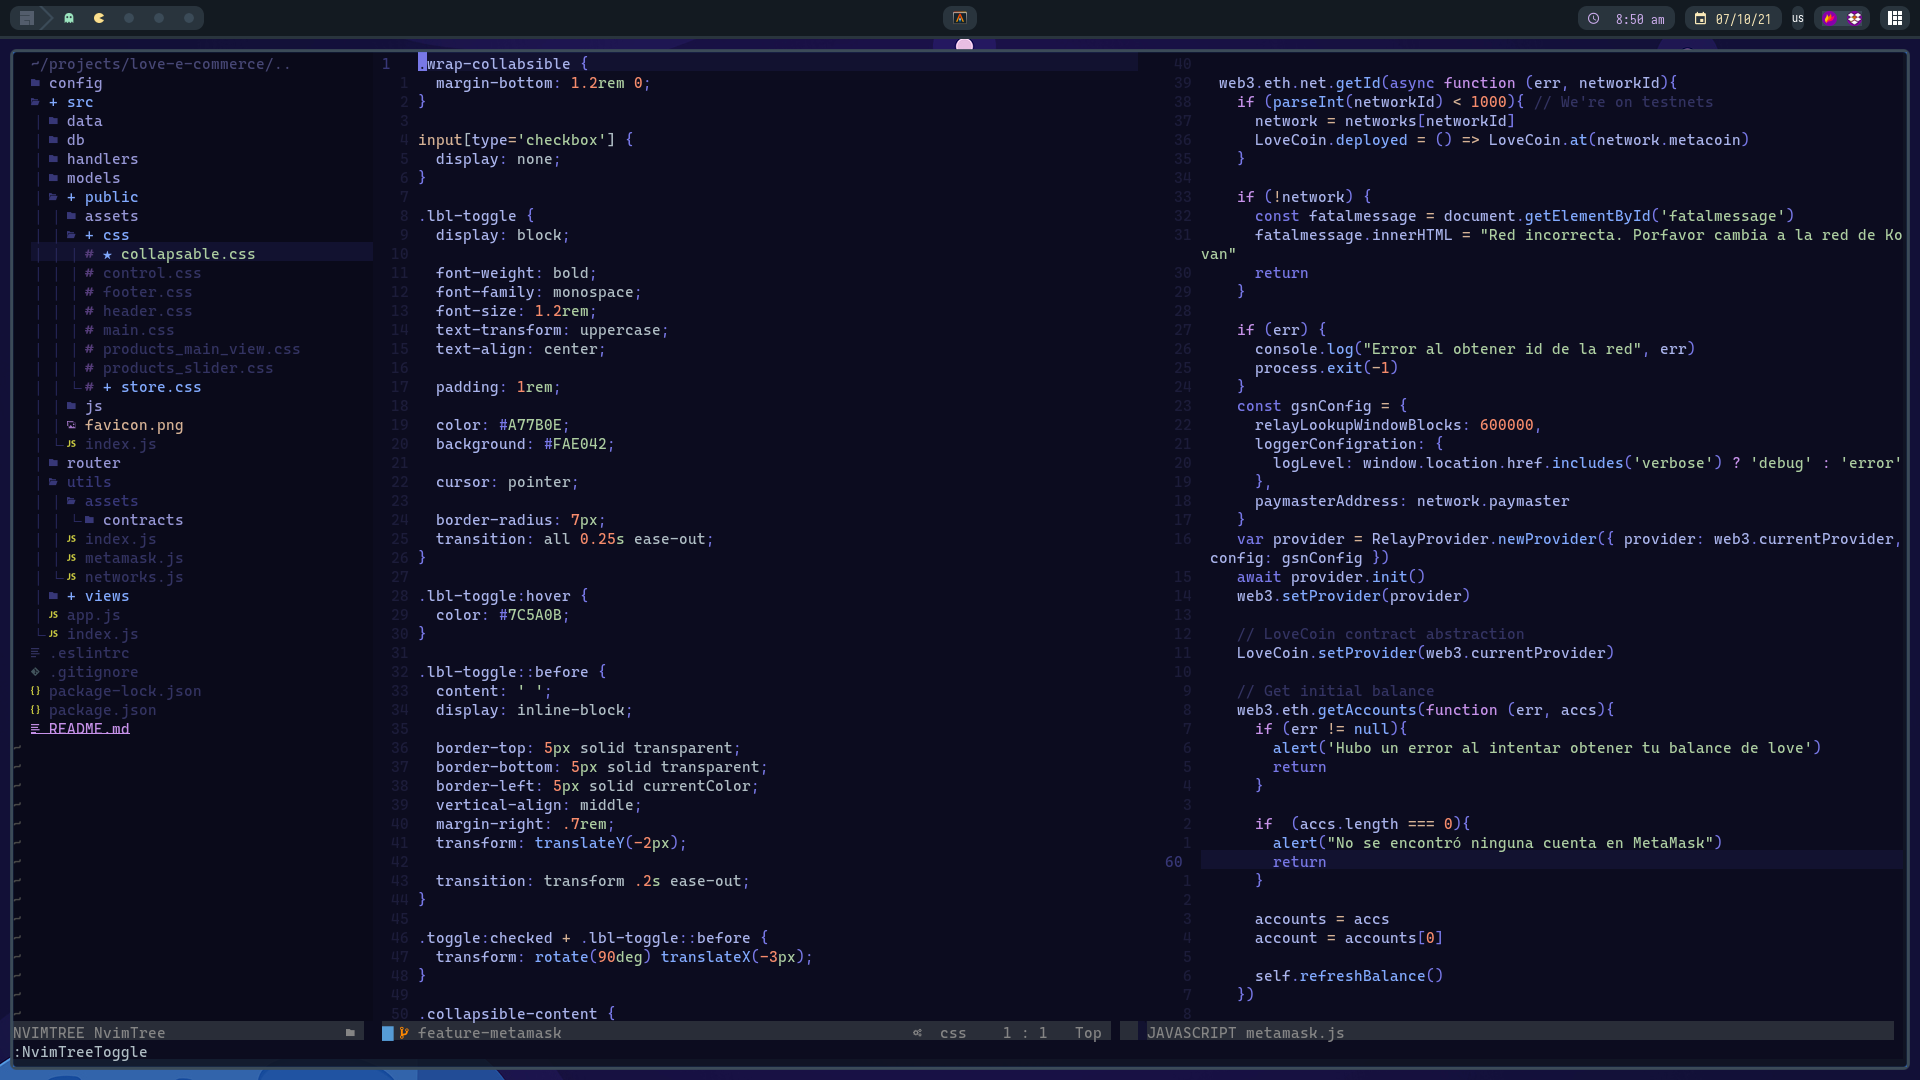 8:50 am
07/10/21
us
~/projects/love-e-commerce/..
config
+ src
data
db
handlers
models
+ public
assets
+ css
# ★ collapsable.css
# control.css
# footer.css
# header.css
# main.css
# products_main_view.css
# products_slider.css
# + store.css
js
favicon.png
JS index.js
router
utils
assets
contracts
JS index.js
JS metamask.js
JS networks.js
+ views
JS app.js
JS index.js
.eslintrc
.gitignore
{} package-lock.json
{} package.json
README.md
NVIMTREE NvimTree
:NvimTreeToggle
1 .wrap-collabsible {
1 margin-bottom: 1.2rem 0;
2 }
3
4 input[type='checkbox'] {
5 display: none;
6 }
7
8 .lbl-toggle {
9 display: block;
10
11 font-weight: bold;
12 font-family: monospace;
13 font-size: 1.2rem;
14 text-transform: uppercase;
15 text-align: center;
16
17 padding: 1rem;
18
19 color: #A77B0E;
20 background: #FAE042;
21
22 cursor: pointer;
23
24 border-radius: 7px;
25 transition: all 0.25s ease-out;
26 }
27
28 .lbl-toggle:hover {
29 color: #7C5A0B;
30 }
31
32 .lbl-toggle::before {
33 content: ' ';
34 display: inline-block;
35
36 border-top: 5px solid transparent;
37 border-bottom: 5px solid transparent;
38 border-left: 5px solid currentColor;
39 vertical-align: middle;
40 margin-right: .7rem;
41 transform: translateY(-2px);
42
43 transition: transform .2s ease-out;
44 }
45
46 .toggle:checked + .lbl-toggle::before {
47 transform: rotate(90deg) translateX(-3px);
48 }
49
50 .collapsible-content {
feature-metamask css 1 : 1 Top
40
39 web3.eth.net.getId(async function (err, networkId){
38 if (parseInt(networkId) < 1000){ // We're on testnets
37 network = networks[networkId]
36 LoveCoin.deployed = () => LoveCoin.at(network.metacoin)
35 }
34
33 if (!network) {
32 const fatalmessage = document.getElementById('fatalmessage')
31 fatalmessage.innerHTML = "Red incorrecta. Porfavor cambia a la red de Ko
van"
30 return
29 }
28
27 if (err) {
26 console.log("Error al obtener id de la red", err)
25 process.exit(-1)
24 }
23 const gsnConfig = {
22 relayLookupWindowBlocks: 600000,
21 loggerConfigration: {
20 logLevel: window.location.href.includes('verbose') ? 'debug' : 'error'
19 },
18 paymasterAddress: network.paymaster
17 }
16 var provider = RelayProvider.newProvider({ provider: web3.currentProvider,
config: gsnConfig })
15 await provider.init()
14 web3.setProvider(provider)
13
12 // LoveCoin contract abstraction
11 LoveCoin.setProvider(web3.currentProvider)
10
9 // Get initial balance
8 web3.eth.getAccounts(function (err, accs){
7 if (err != null){
6 alert('Hubo un error al intentar obtener tu balance de love')
5 return
4 }
3
2 if  (accs.length === 0){
1 alert("No se encontró ninguna cuenta en MetaMask")
60 return
1 }
2
3 accounts = accs
4 account = accounts[0]
5
6 self.refreshBalance()
7 })
8
JAVASCRIPT metamask.js